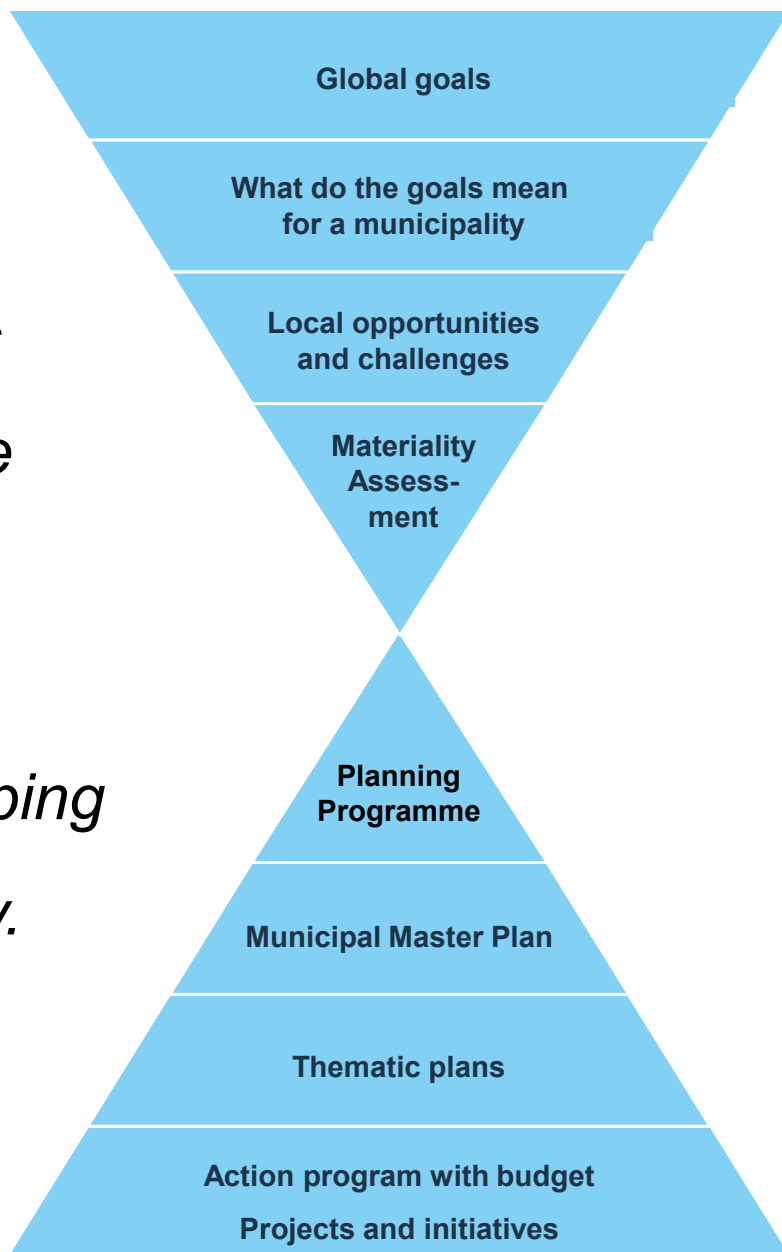 Global goals
What do the goals mean
for a municipality
Local opportunities
and challenges
Materiality
Assess-
ment
Planning
Programme
Municipal Master Plan
Thematic plans
Action program with budget
Projects and initiatives